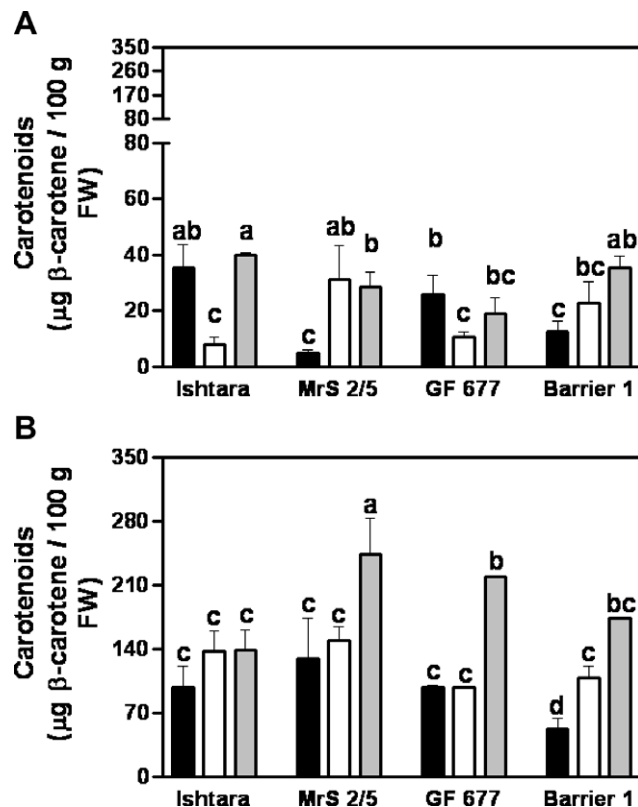 A
Carotenoids
(µg β-carotene / 100 g
FW)
350
260
170
80
80
60
40
20
0
ab
c
a
c
ab
b
b
c
bc
c
bc
ab
Ishtara
MrS 2/5
GF 677
Barrier 1
B
Carotenoids
(µg β-carotene / 100 g
FW)
350
280
210
140
70
0
c
c
c
c
c
a
c
c
b
d
c
bc
Ishtara
MrS 2/5
GF 677
Barrier 1